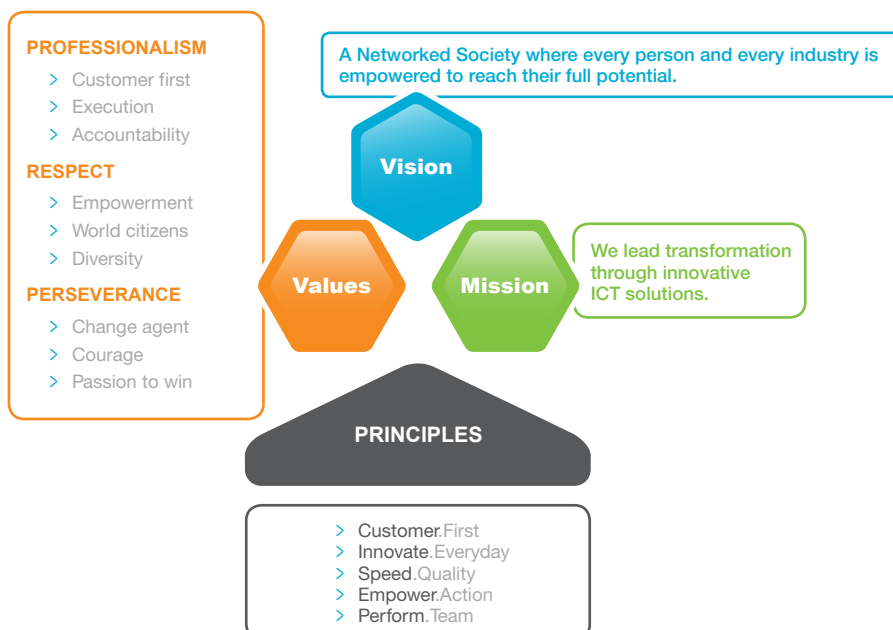 PROFESSIONALISM
> Customer first
> Execution
> Accountability
RESPECT
> Empowerment
> World citizens
> Diversity
PERSEVERANCE
> Change agent
> Courage
> Passion to win
A Networked Society where every person and every industry is
empowered to reach their full potential.
Vision
Values
Mission
We lead transformation
through innovative
ICT solutions.
PRINCIPLES
> Customer.First
> Innovate.Everyday
> Speed.Quality
> Empower.Action
> Perform.Team